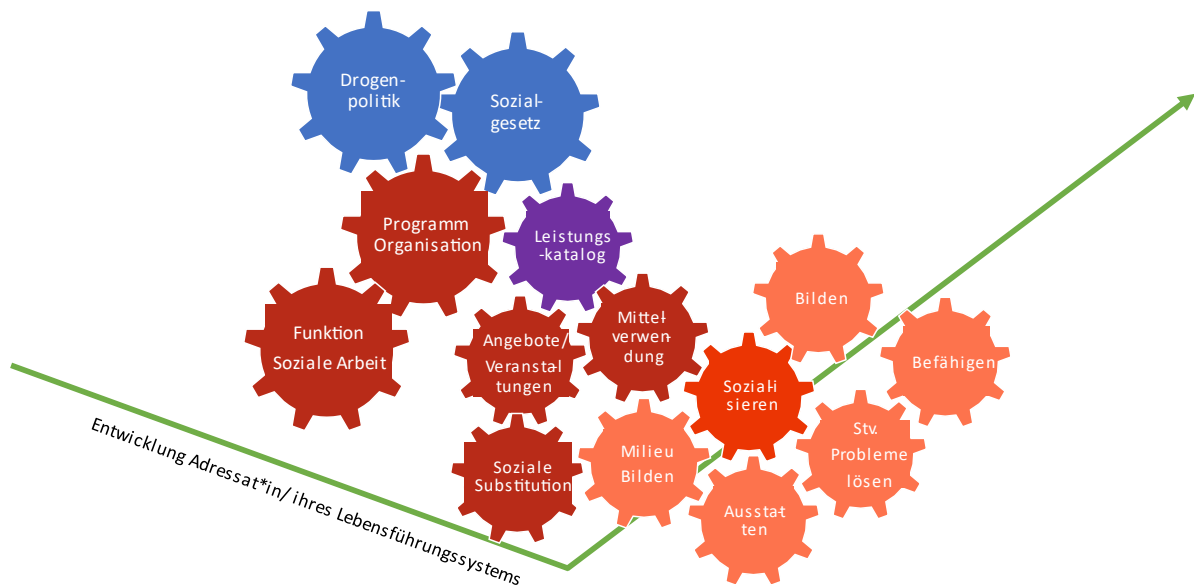 Drogen-
politik
Sozial-
gesetz
Programm
Organisation
Leistungs
-katalog
Funktion
Soziale Arbeit
Angebote/
Veranstal
tungen
Mittel-
verwen-
dung
Bilden
Befähigen
Soziali-
sieren
Stv.
Probleme
lösen
Soziale
Substitution
Milieu
Bilden
Ausstat-
ten
Entwicklung Adressat*in/ ihres Lebensführungssystems